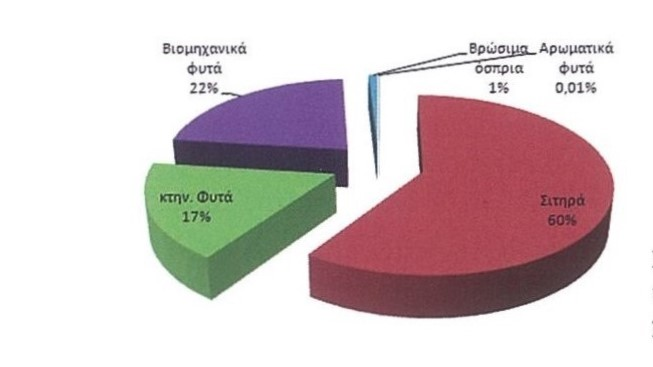 Βιομηχανικά
φυτά
22%
Βρώσιμα
όσπρια
1%
Αρωματικά
φυτά
0,01%
κτην. Φυτά
17%
Σιτηρά
60%